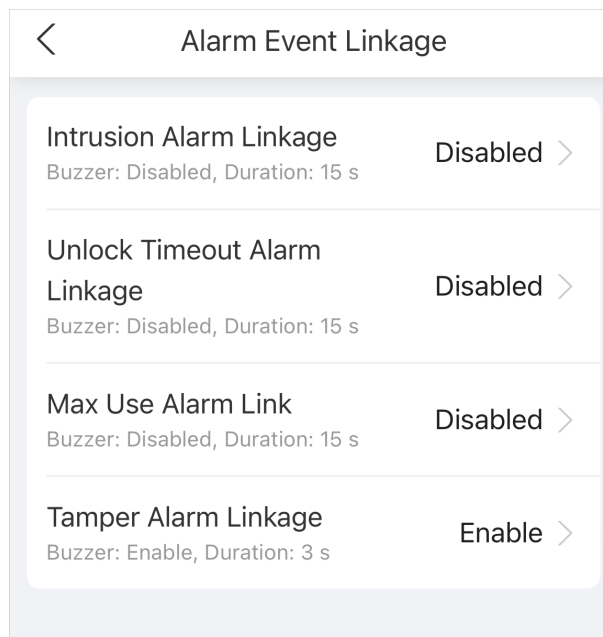 Alarm Event Linkage
Intrusion Alarm Linkage
Buzzer: Disabled, Duration: 15 s
Disabled
Unlock Timeout Alarm
Linkage
Buzzer: Disabled, Duration: 15 s
Disabled
Max Use Alarm Link
Buzzer: Disabled, Duration: 15 s
Disabled
Tamper Alarm Linkage
Buzzer: Enable, Duration: 3 s
Enable